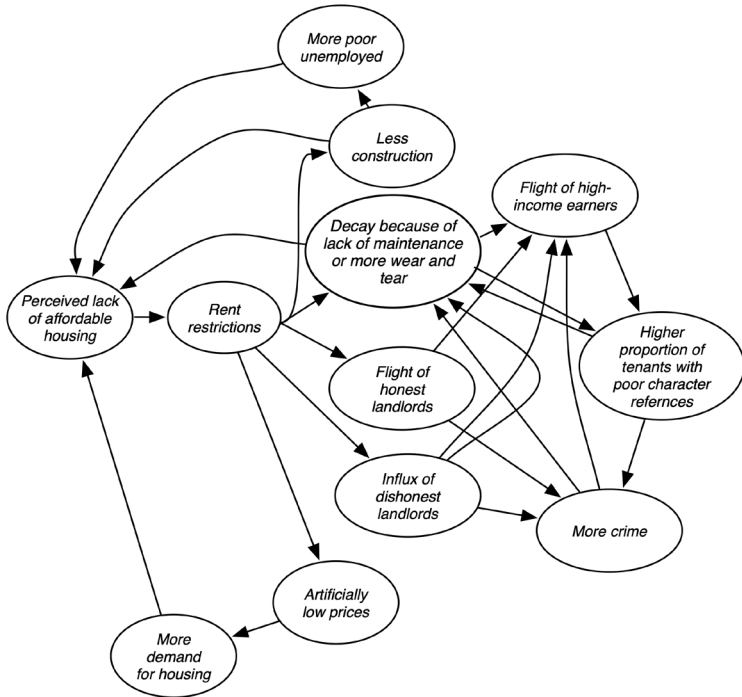 More poor
unemployed
Less
construction
Flight of high-
income earners
Decay because of
lack of maintenance
or more wear and
tear
Perceived lack
of affordable
housing
Rent
restrictions
Higher
proportion of
tenants with
poor character
refernces
Flight of
honest
landlords
Influx of
dishonest
landlords
More crime
Artificially
low prices
More
demand
for housing